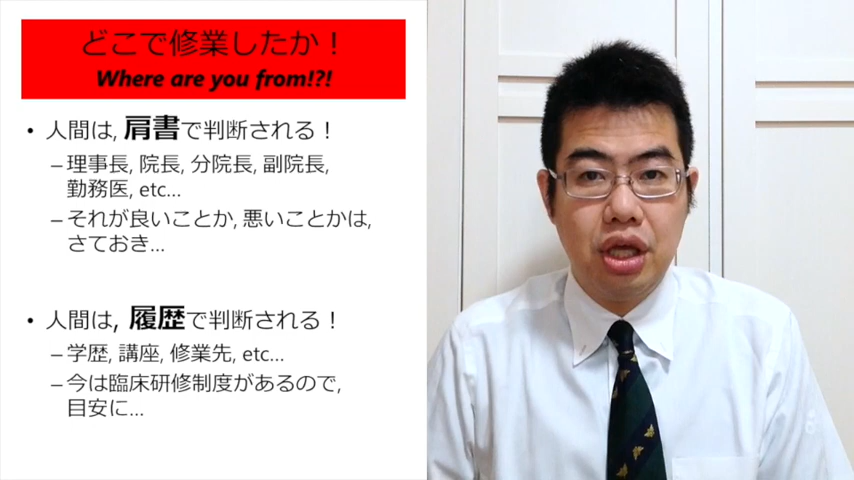 どこで修業したか！
Where are you from!?!
• 人間は, 肩書で判断される！
– 理事長, 院長, 分院長, 副院長,
勤務医, etc…
– それが良いことか, 悪いことかは,
さておき…
• 人間は, 履歴で判断される！
– 学歴, 講座, 修業先, etc…
– 今は臨床研修制度があるので,
目安に…